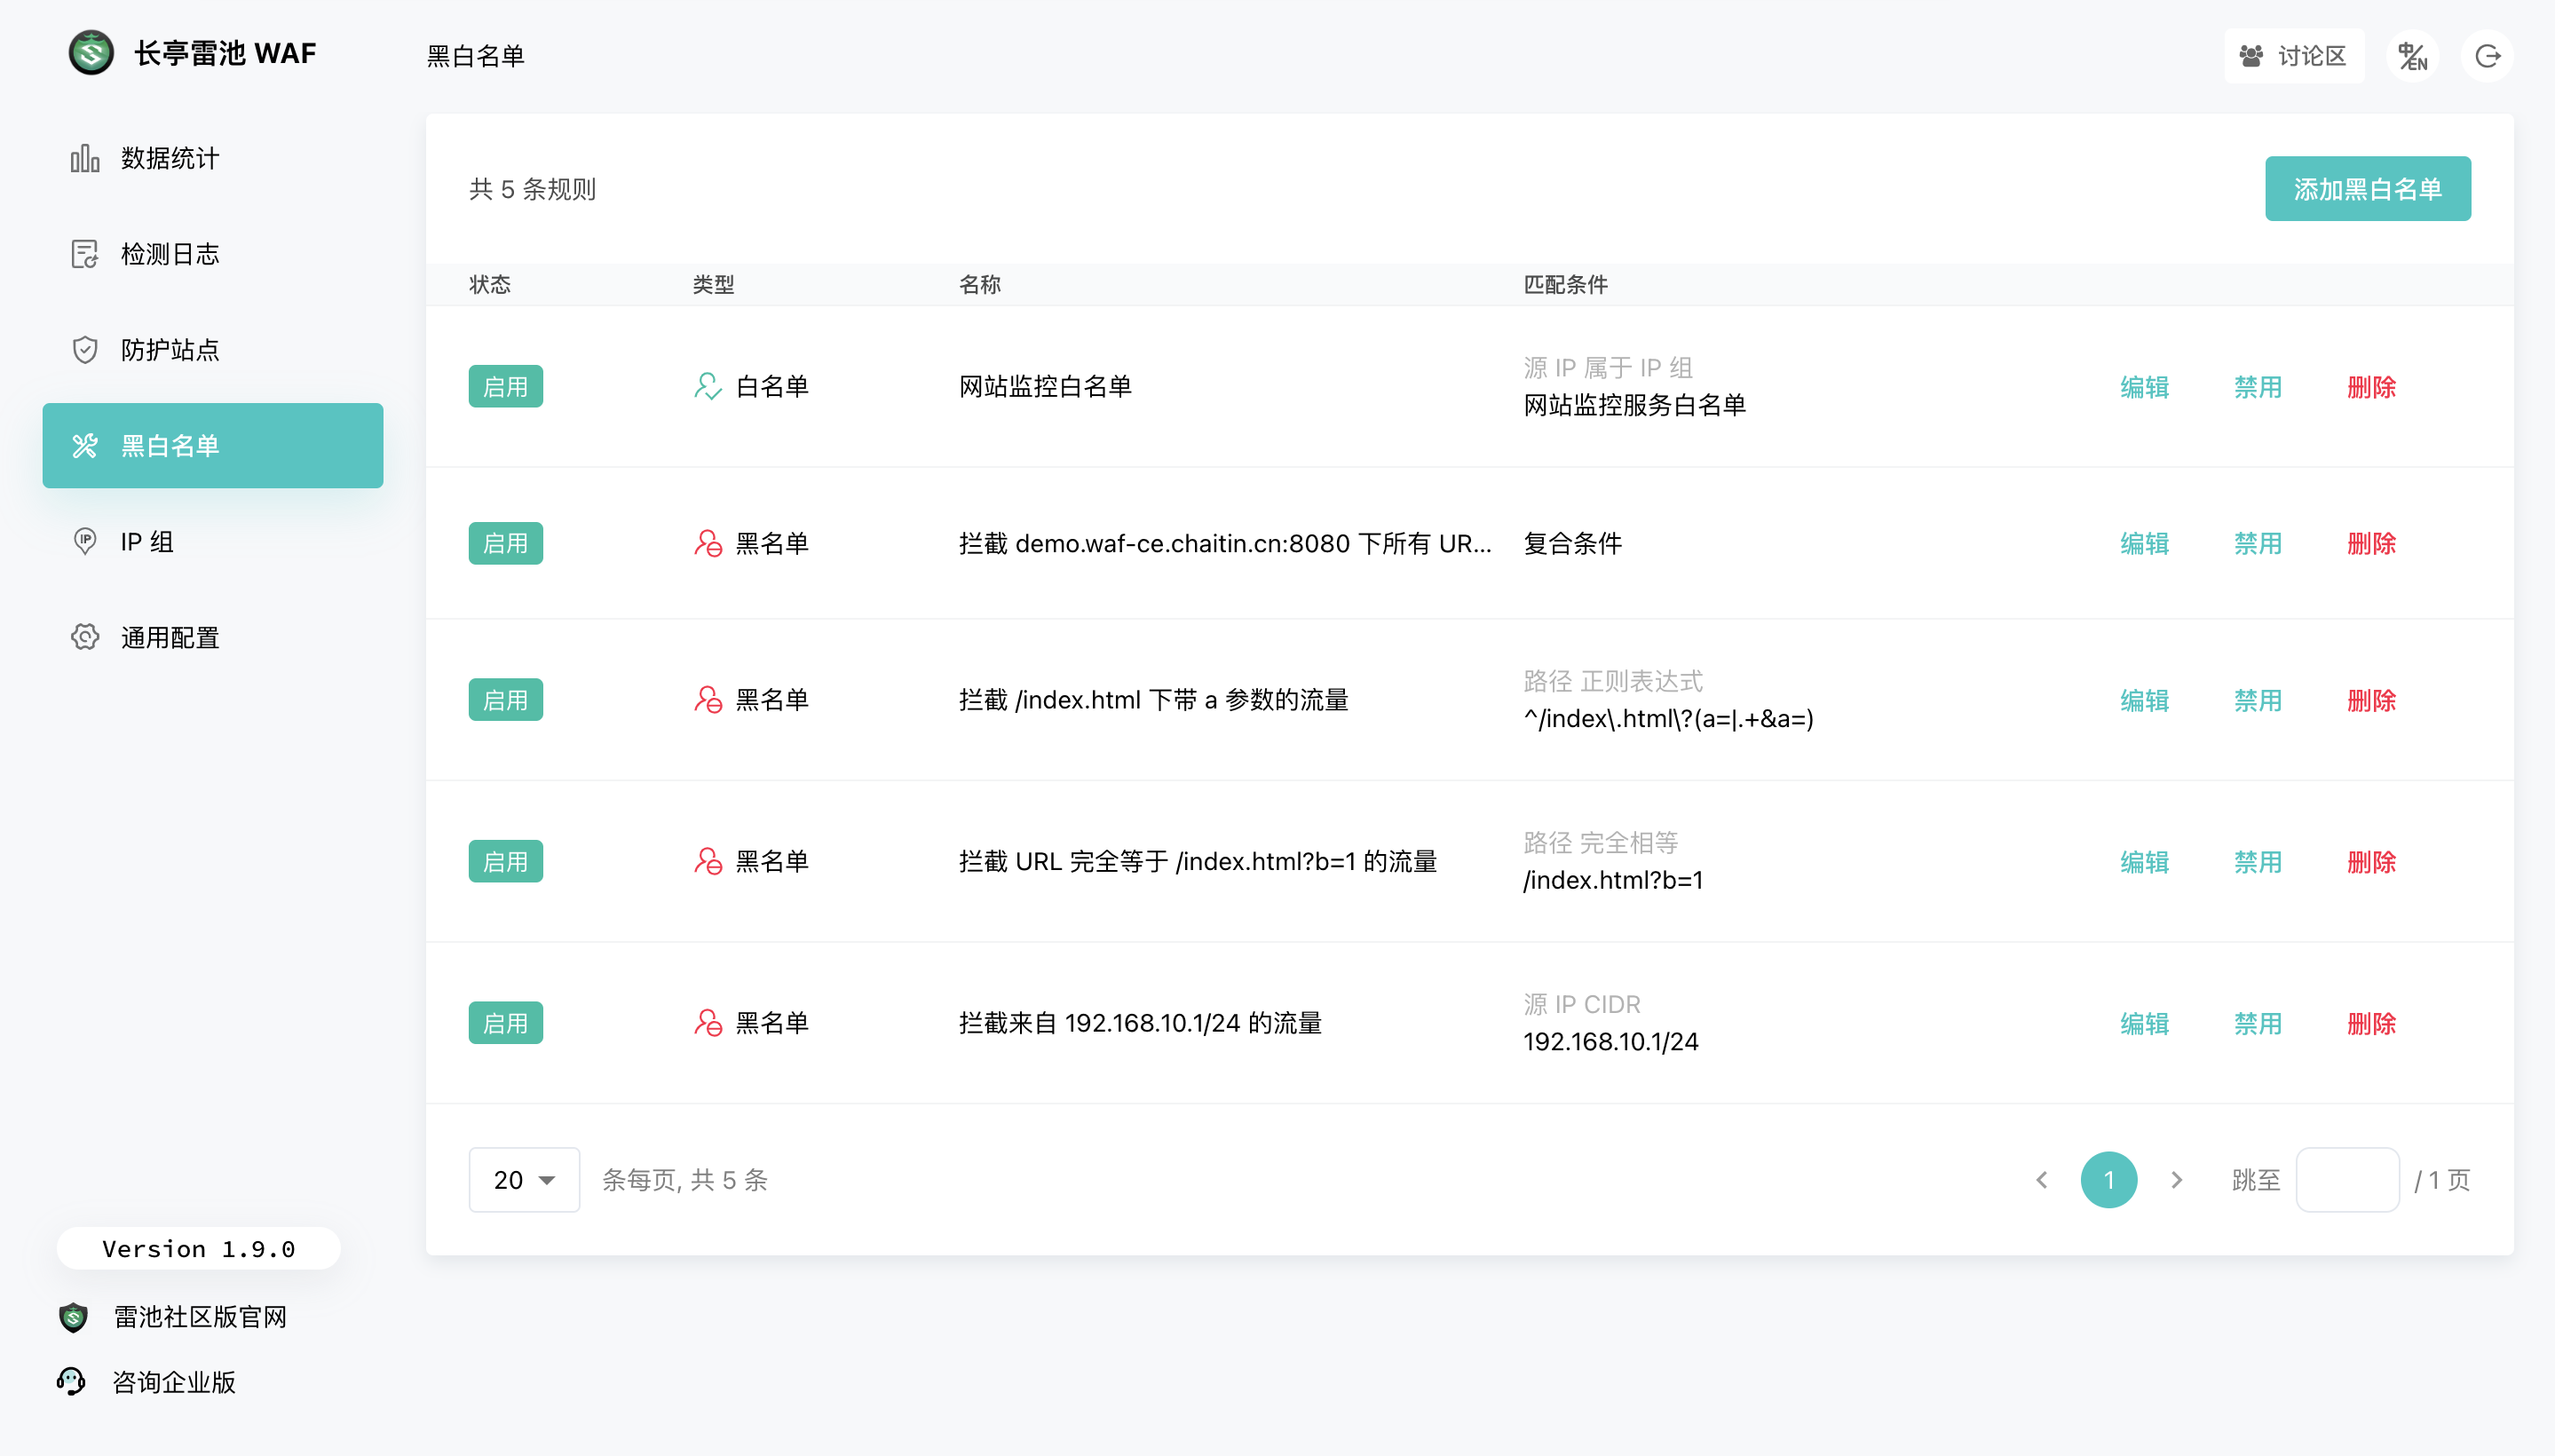 长亭雷池 WAF
黑白名单
讨论区
中/EN
数据统计
检测日志
防护站点
黑白名单
IP 组
通用配置
Version 1.9.0
雷池社区版官网
咨询企业版
共 5 条规则
添加黑白名单
状态 类型 名称 匹配条件
启用 白名单 网站监控白名单 源 IP 属于 IP 组 编辑 禁用 删除
网站监控服务白名单
启用 黑名单 拦截 demo.waf-ce.chaitin.cn:8080 下所有 UR... 复合条件 编辑 禁用 删除
启用 黑名单 拦截 /index.html 下带 a 参数的流量 路径 正则表达式 编辑 禁用 删除
^/index\.html\?(a=|.+&a=)
启用 黑名单 拦截 URL 完全等于 /index.html?b=1 的流量 路径 完全相等 编辑 禁用 删除
/index.html?b=1
启用 黑名单 拦截来自 192.168.10.1/24 的流量 源 IP CIDR 编辑 禁用 删除
192.168.10.1/24
20 条每页, 共 5 条 1 跳至 / 1 页